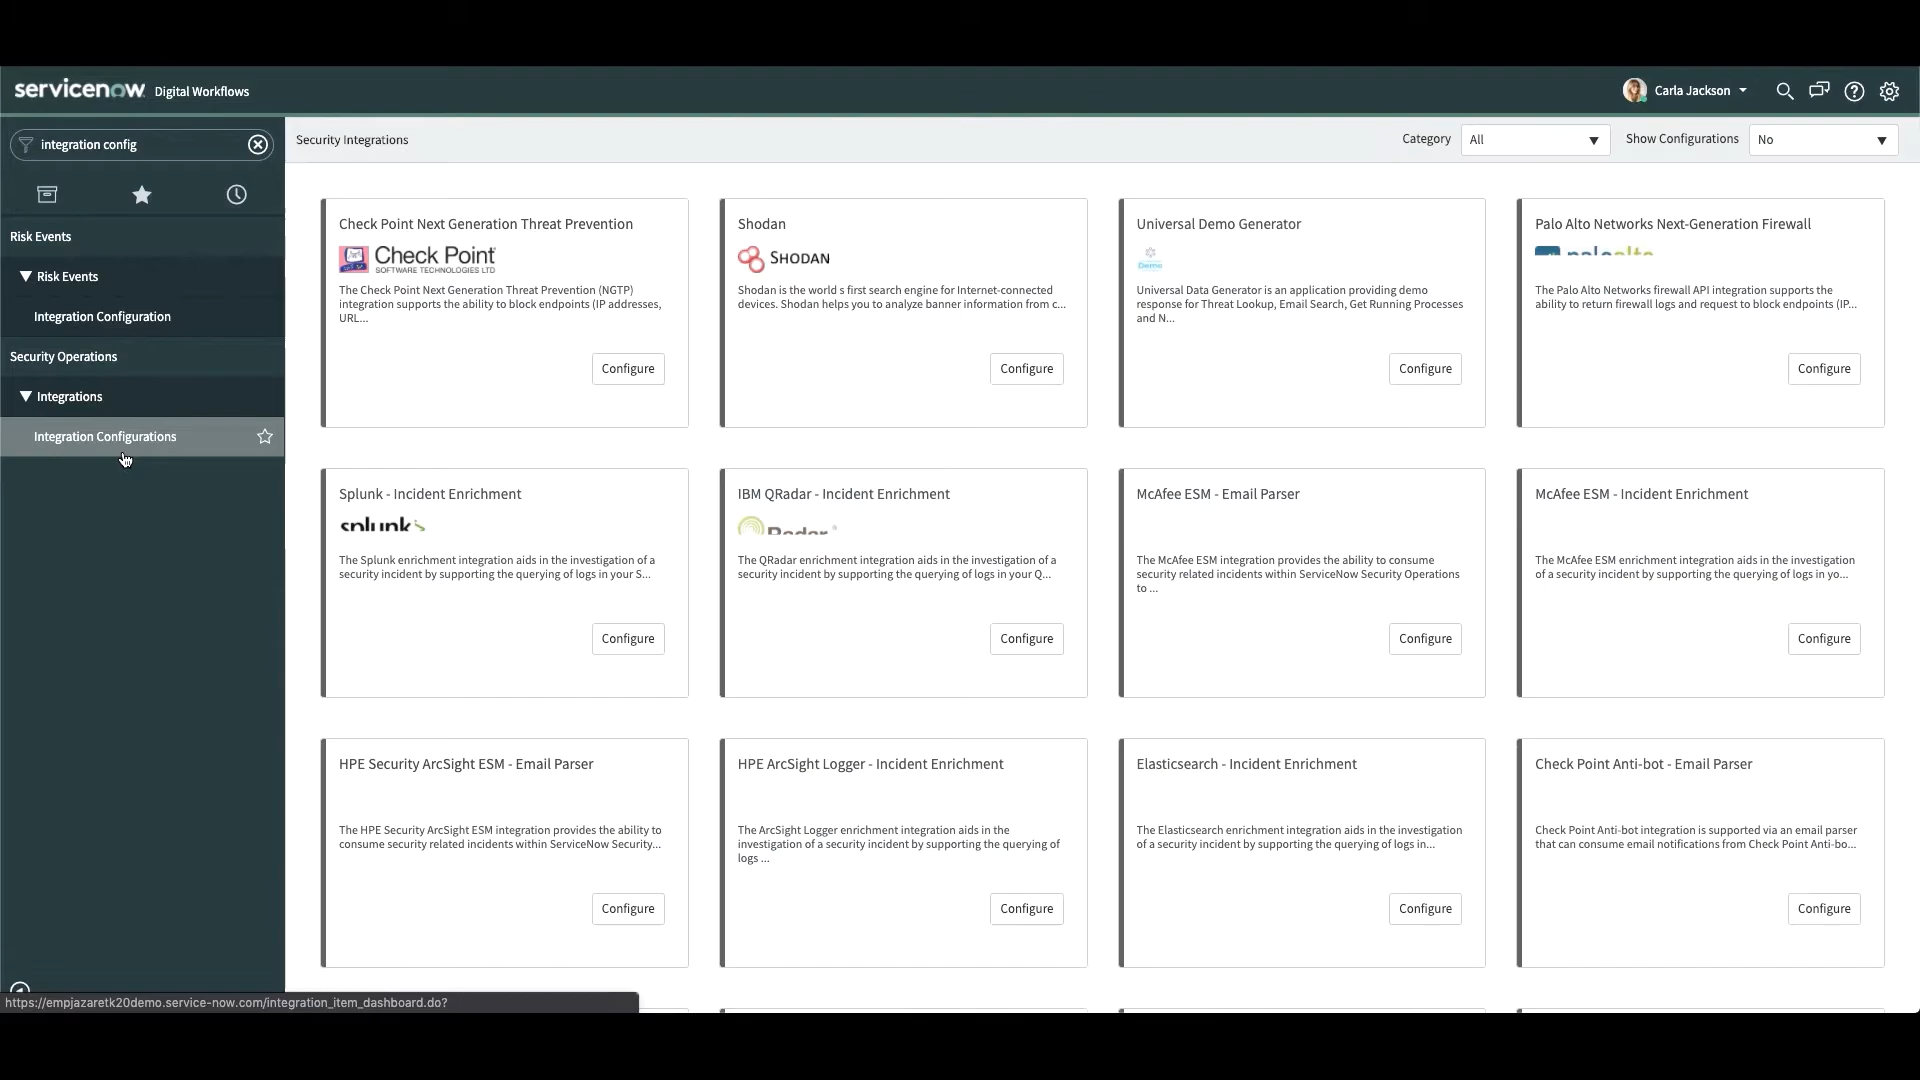 servicenow Digital Workflows
Carla Jackson
integration config
Security Integrations
Category
All
Show Configurations
No
Risk Events
Risk Events
Integration Configuration
Security Operations
Integrations
Integration Configurations
Check Point Next Generation Threat Prevention
Check Point
SOFTWARE TECHNOLOGIES LTD
The Check Point Next Generation Threat Prevention (NGTP)
integration supports the ability to block endpoints (IP addresses,
URL...
Configure
Shodan
SHODAN
Shodan is the world s first search engine for Internet-connected
devices. Shodan helps you to analyze banner information from c...
Configure
Universal Demo Generator
Demo
Universal Data Generator is an application providing demo
response for Threat Lookup, Email Search, Get Running Processes
and N...
Configure
Palo Alto Networks Next-Generation Firewall
paloalto
The Palo Alto Networks firewall API integration supports the
ability to return firewall logs and request to block endpoints (IP...
Configure
Splunk - Incident Enrichment
splunk>
The Splunk enrichment integration aids in the investigation of a
security incident by supporting the querying of logs in your S...
Configure
IBM QRadar - Incident Enrichment
Radar
The QRadar enrichment integration aids in the investigation of a
security incident by supporting the querying of logs in your Q...
Configure
McAfee ESM - Email Parser
The McAfee ESM integration provides the ability to consume
security related incidents within ServiceNow Security Operations
to ...
Configure
McAfee ESM - Incident Enrichment
The McAfee ESM enrichment integration aids in the investigation
of a security incident by supporting the querying of logs in yo...
Configure
HPE Security ArcSight ESM - Email Parser
The HPE Security ArcSight ESM integration provides the ability to
consume security related incidents within ServiceNow Security...
Configure
HPE ArcSight Logger - Incident Enrichment
The ArcSight Logger enrichment integration aids in the
investigation of a security incident by supporting the querying of
logs ...
Configure
Elasticsearch - Incident Enrichment
The Elasticsearch enrichment integration aids in the investigation
of a security incident by supporting the querying of logs in...
Configure
Check Point Anti-bot - Email Parser
Check Point Anti-bot integration is supported via an email parser
that can consume email notifications from Check Point Anti-bo...
Configure
https://empjazaretk20demo.service-now.com/integration_item_dashboard.do?